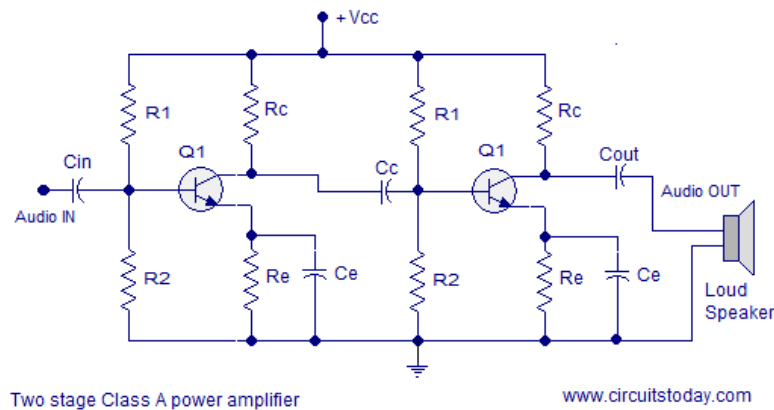 + Vcc
R1
Rc
R1
Rc
Cin
Q1
Cc
Q1
Cout
Audio IN
Audio OUT
R2
Re
Ce
R2
Re
Ce
Loud
Speaker
Two stage Class A power amplifier
www.circuitstoday.com